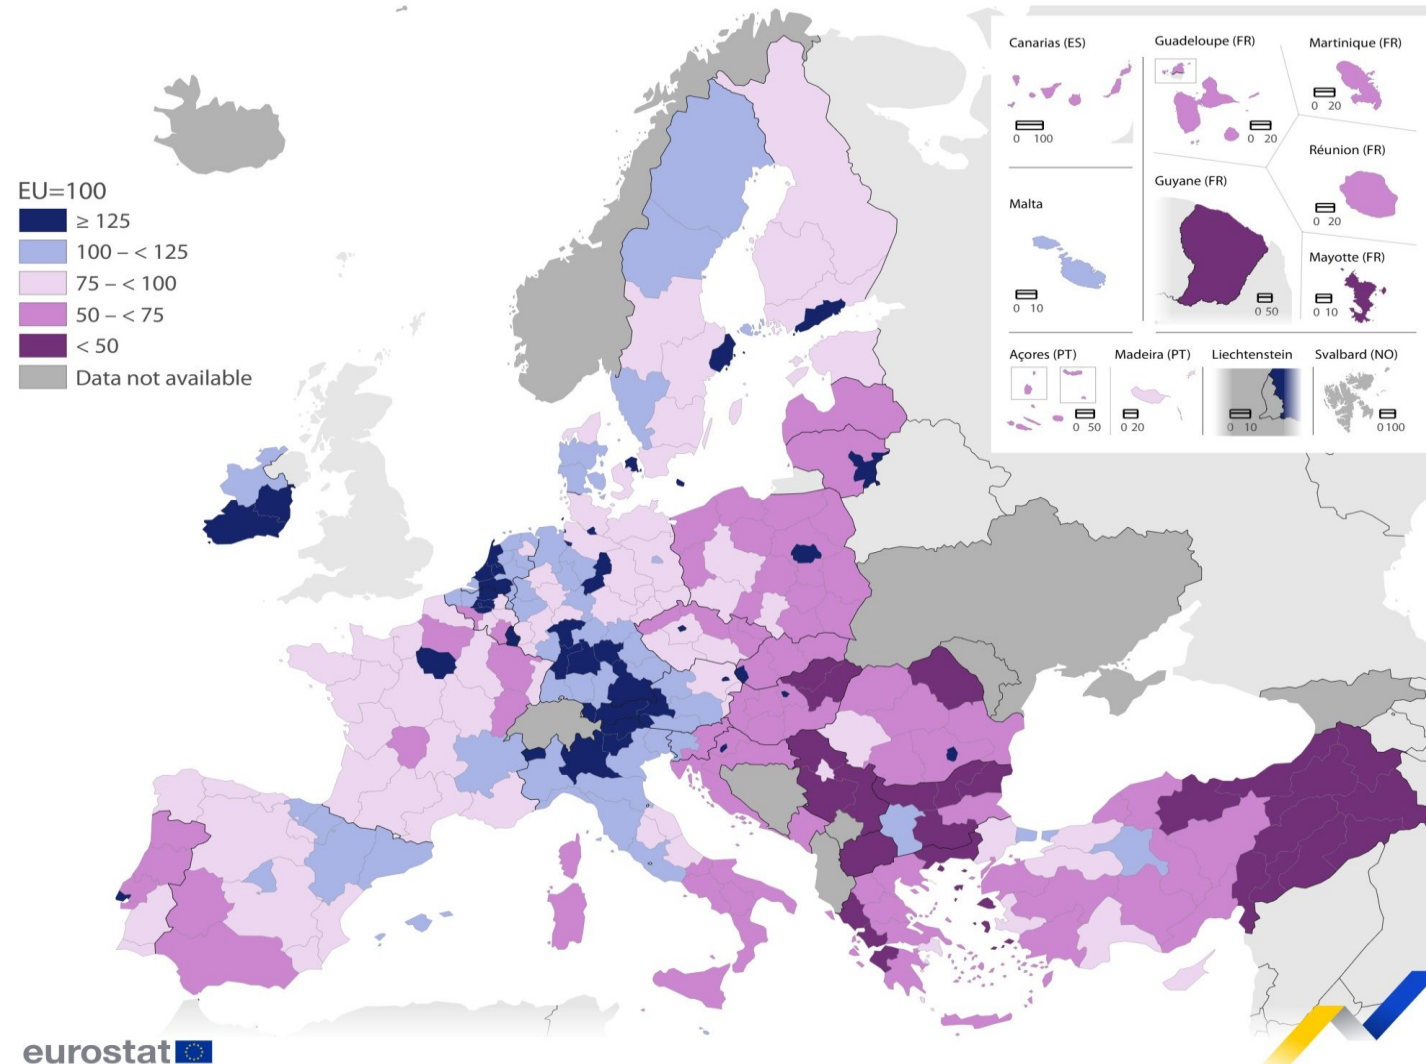 EU=100
≥ 125
100 – < 125
75 – < 100
50 – < 75
< 50
Data not available
Canarias (ES)
0 100
Guadeloupe (FR)
0 20
Martinique (FR)
0 20
Réunion (FR)
0 20
Malta
0 10
Guyane (FR)
0 50
Mayotte (FR)
0 10
Açores (PT)
0 50
Madeira (PT)
0 20
Liechtenstein
0 10
Svalbard (NO)
0 100
eurostat